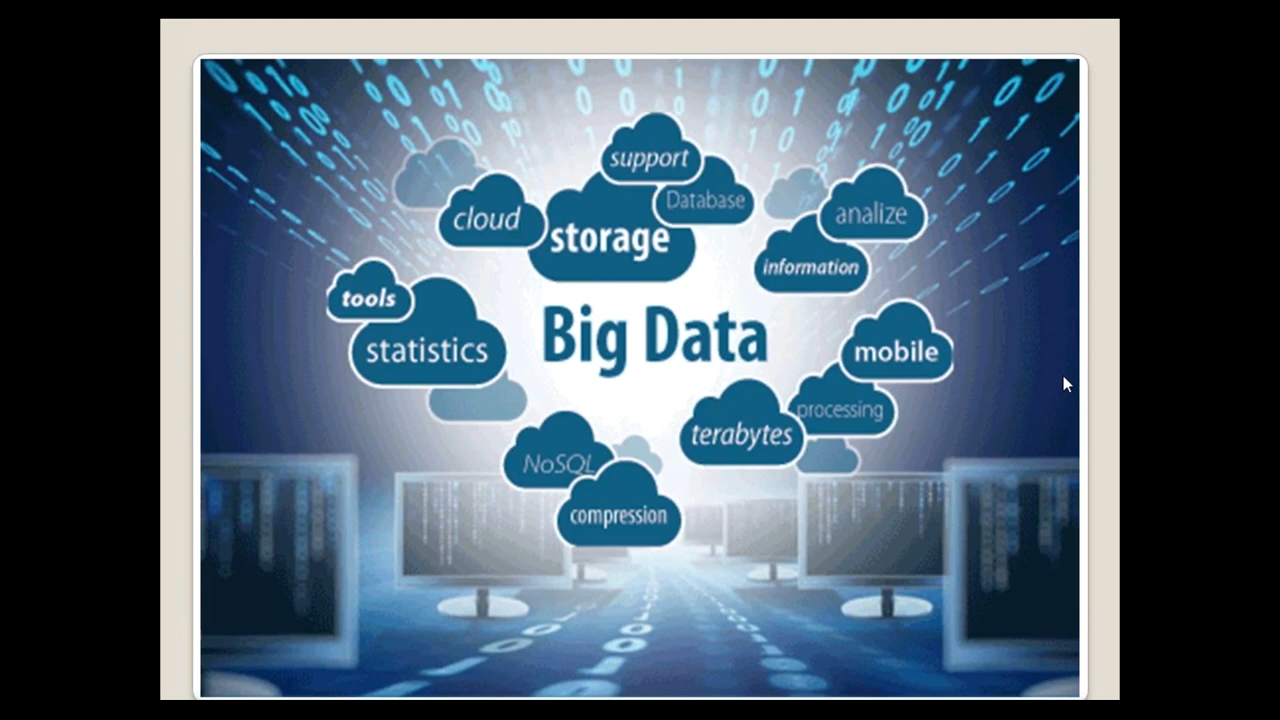 support
Database
cloud
storage
analize
information
tools
statistics
Big Data
mobile
processing
terabytes
NoSQL
compression